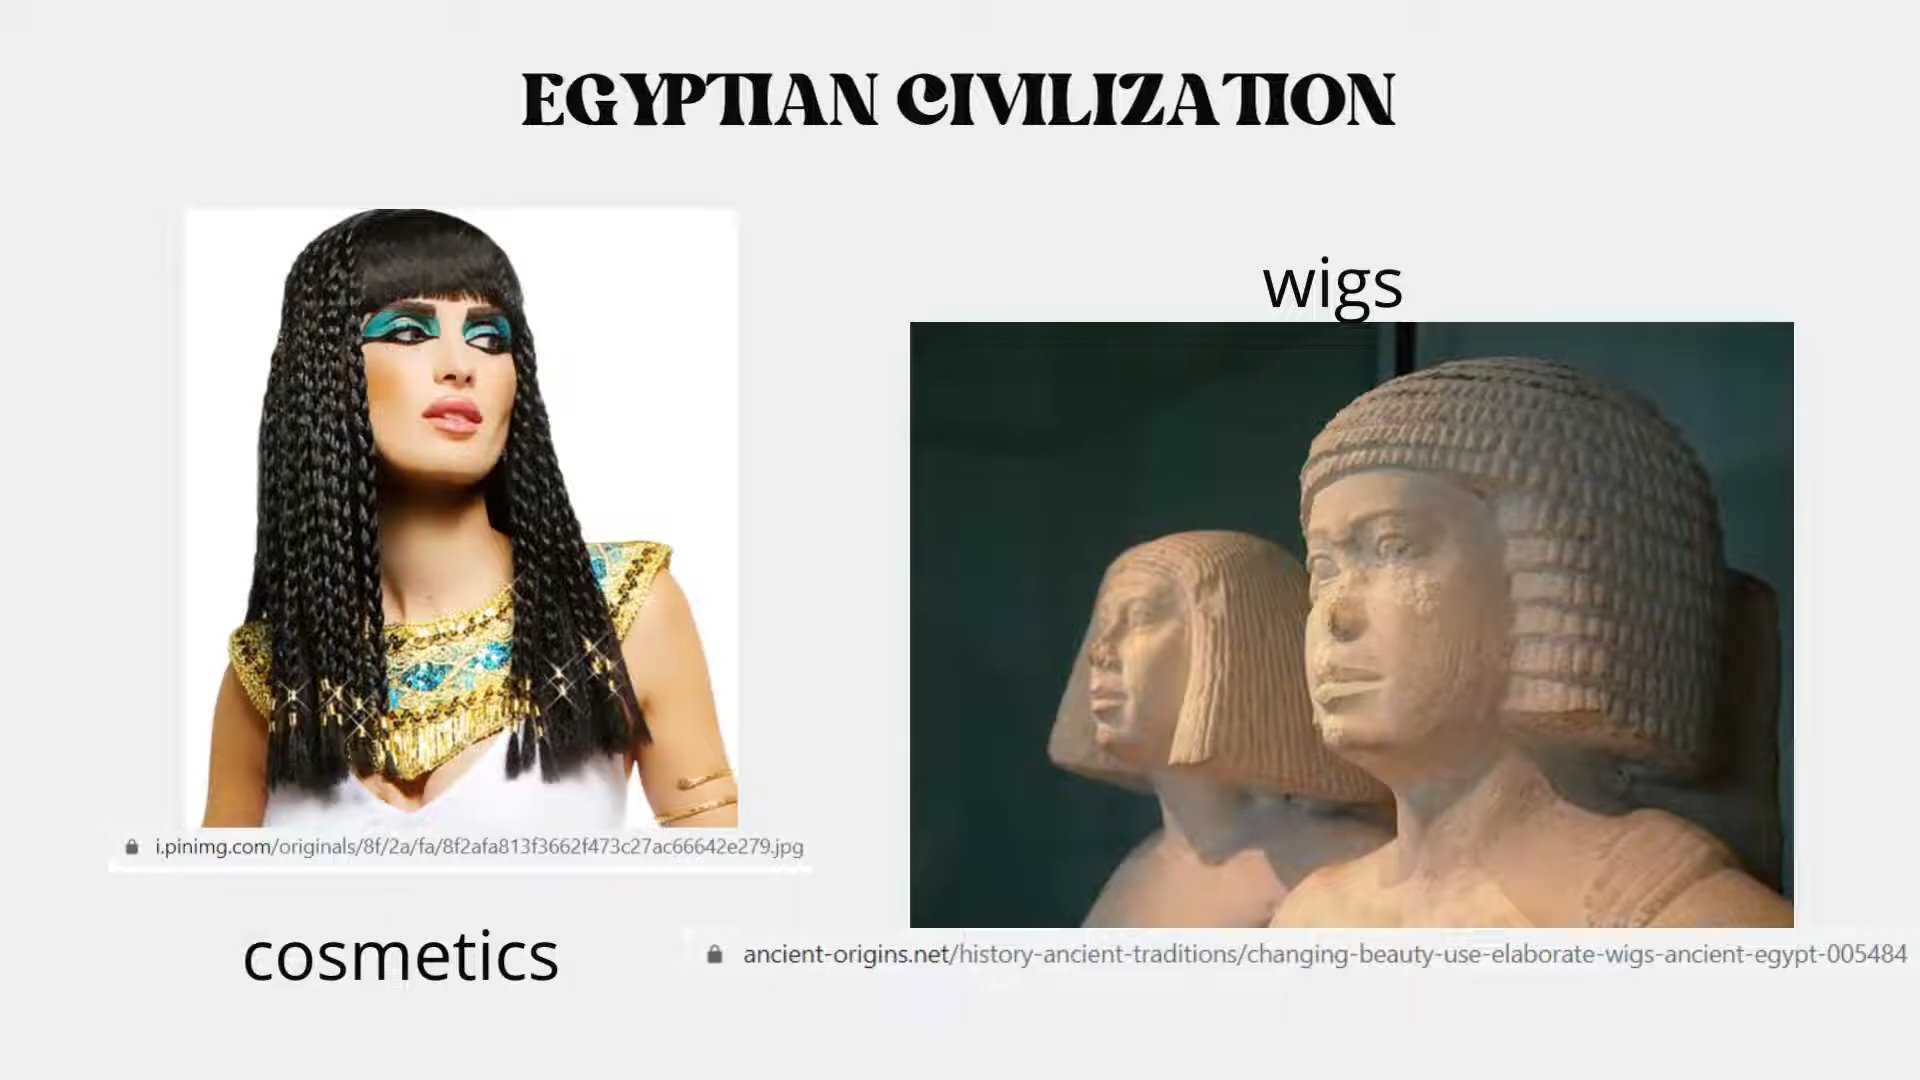 EGYPTIAN CIVILIZATION
wigs
i.pinimg.com/originals/8f/2a/fa/8f2afa813f3662f473c27ac66642e279.jpg
cosmetics
ancient-origins.net/history-ancient-traditions/changing-beauty-use-elaborate-wigs-ancient-egypt-005484